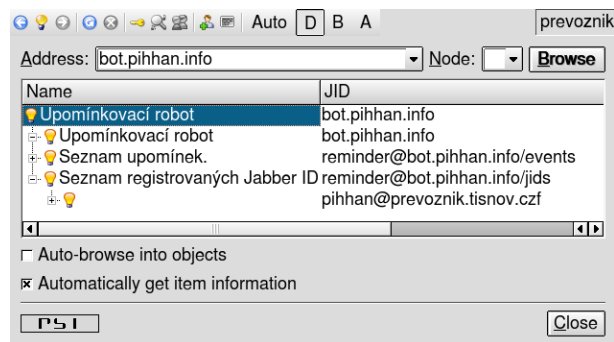 Auto D B A prevoznik
Address: bot.pihhan.info Node: Browse
Name JID
Upomínkovací robot bot.pihhan.info
Upomínkovací robot bot.pihhan.info
Seznam upomínek. reminder@bot.pihhan.info/events
Seznam registrovaných Jabber ID reminder@bot.pihhan.info/jids
pihhan@prevoznik.tisnov.czf
Auto-browse into objects
Automatically get item information
PSI Close